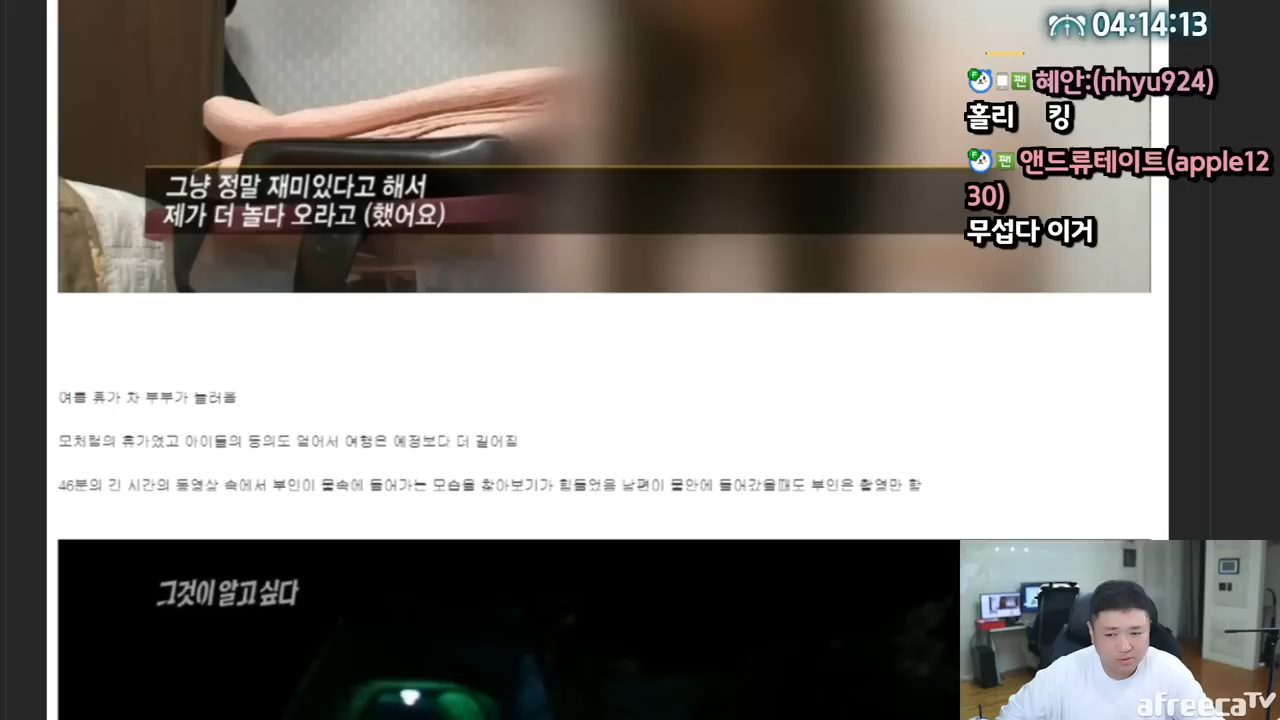 04:14:13
혜안:(nhyu924)
홀리 킹
앤드류테이트(apple12
30)
무섭다 이거
그냥 정말 재미있다고 해서
제가 더 놀다 오라고 (했어요)
여름 휴가 차 부부가 놀러옴
모처럼의 휴가였고 아이들의 동의도 얻어서 여행은 예정보다 더 길어짐
46분의 긴 시간의 동영상 속에서 부인이 물속에 들어가는 모습을 찾아보기가 힘들었음 남편이 물안에 들어갔을때도 부인은 촬영만 함
그것이 알고싶다
afreecaTV